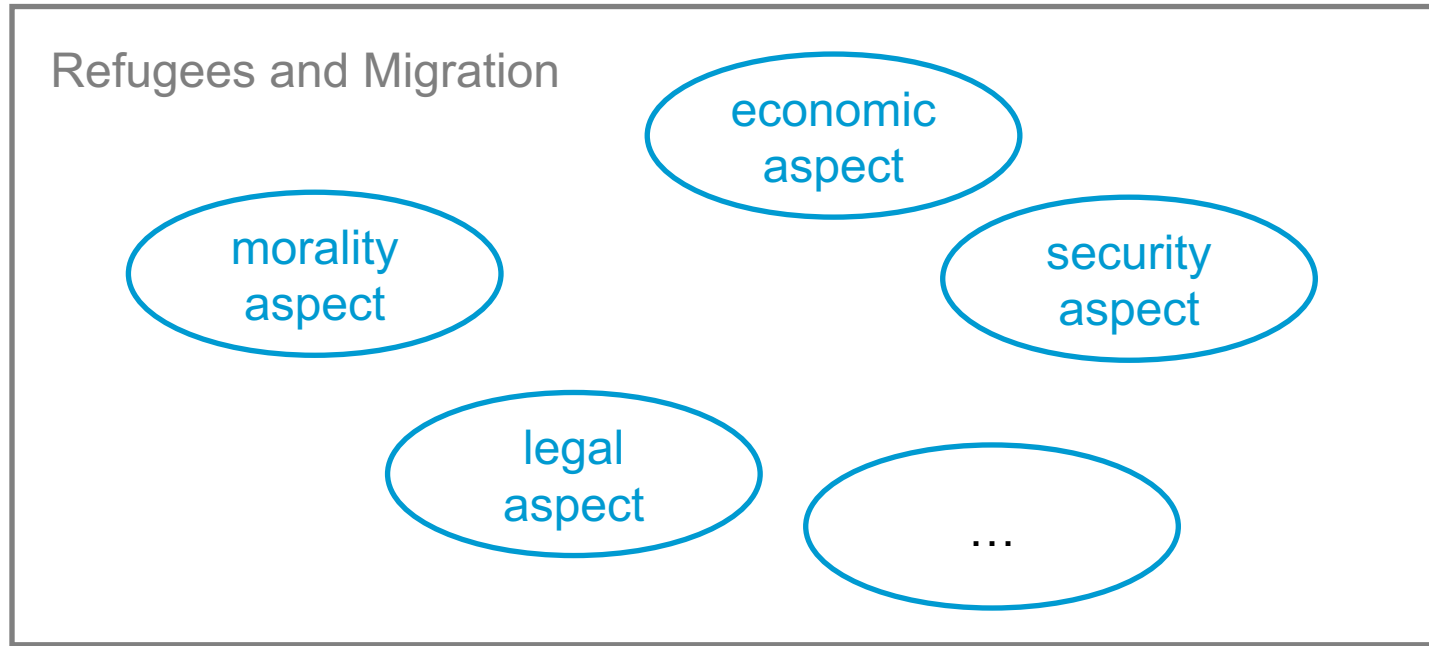 Refugees and Migration
economic
aspect
morality
aspect
security
aspect
legal
aspect
...